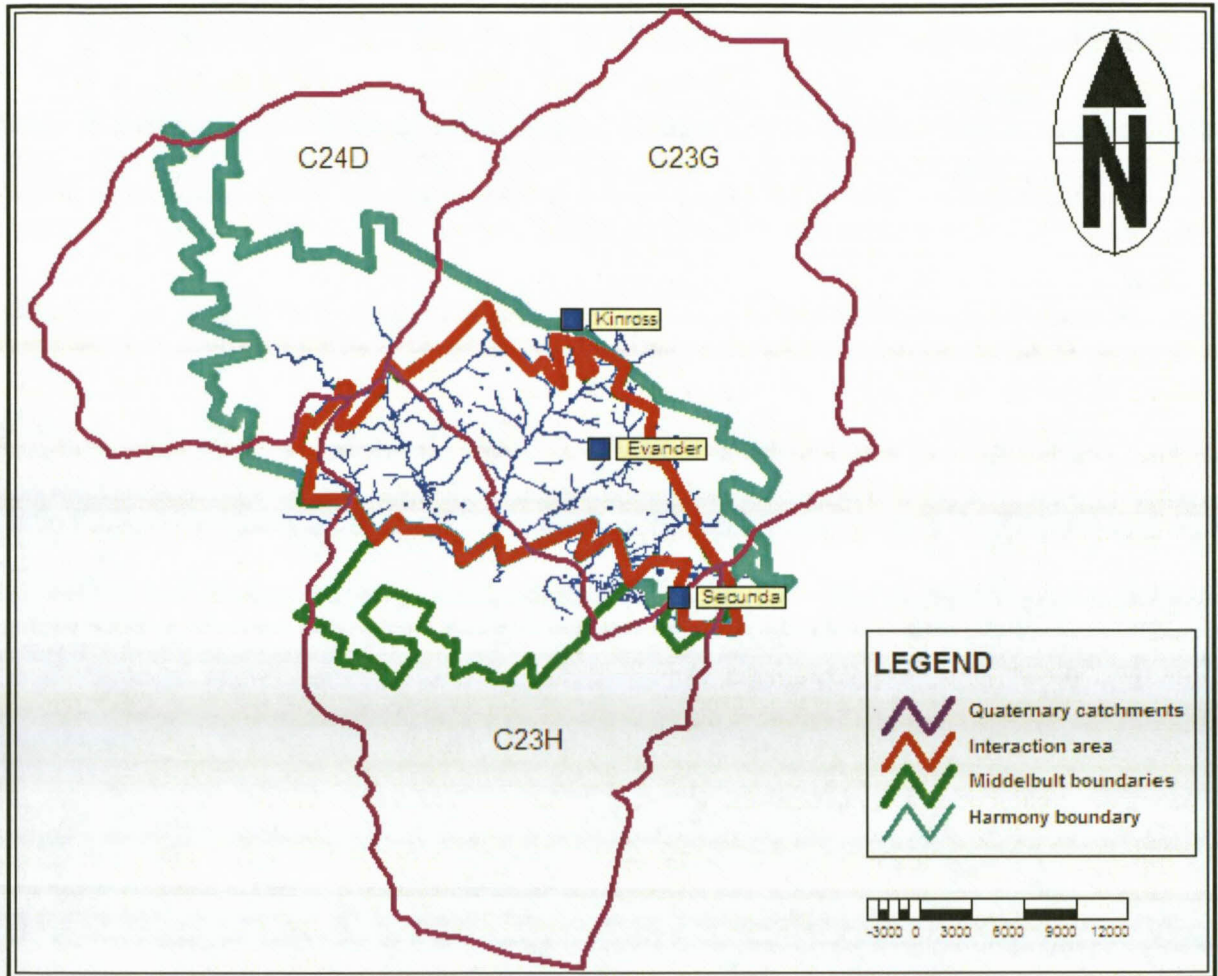 N
C24D
C23G
Kinross
Evander
Secunda
C23H
LEGEND
Quaternary catchments
Interaction area
Middelbult boundaries
Harmony boundary
-3000 0 3000 6000 9000 12000